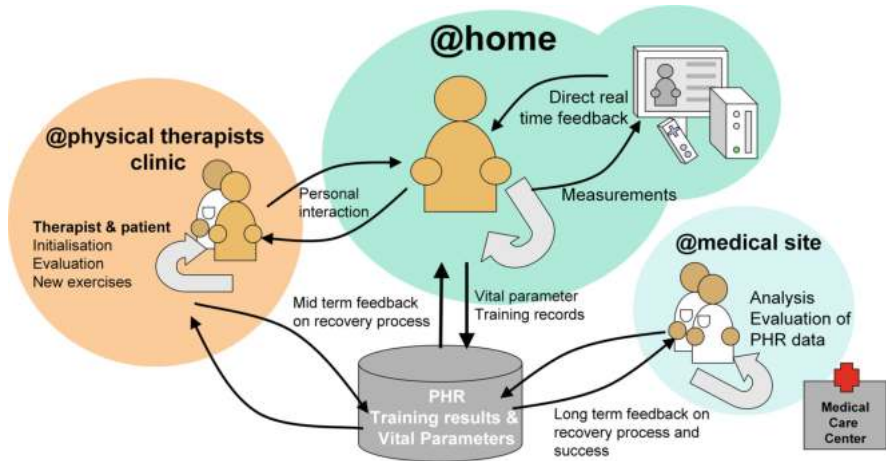 @home
Direct real
time feedback
Measurements
@physical therapists
clinic
Therapist & patient
Initialisation
Evaluation
New exercises
Personal
interaction
@medical site
Analysis
Evaluation of
PHR data
Mid term feedback
on recovery process
Vital parameter
Training records
PHR
Training results &
Vital Parameters
Long term feedback on
recovery process and
success
Medical
Care
Center